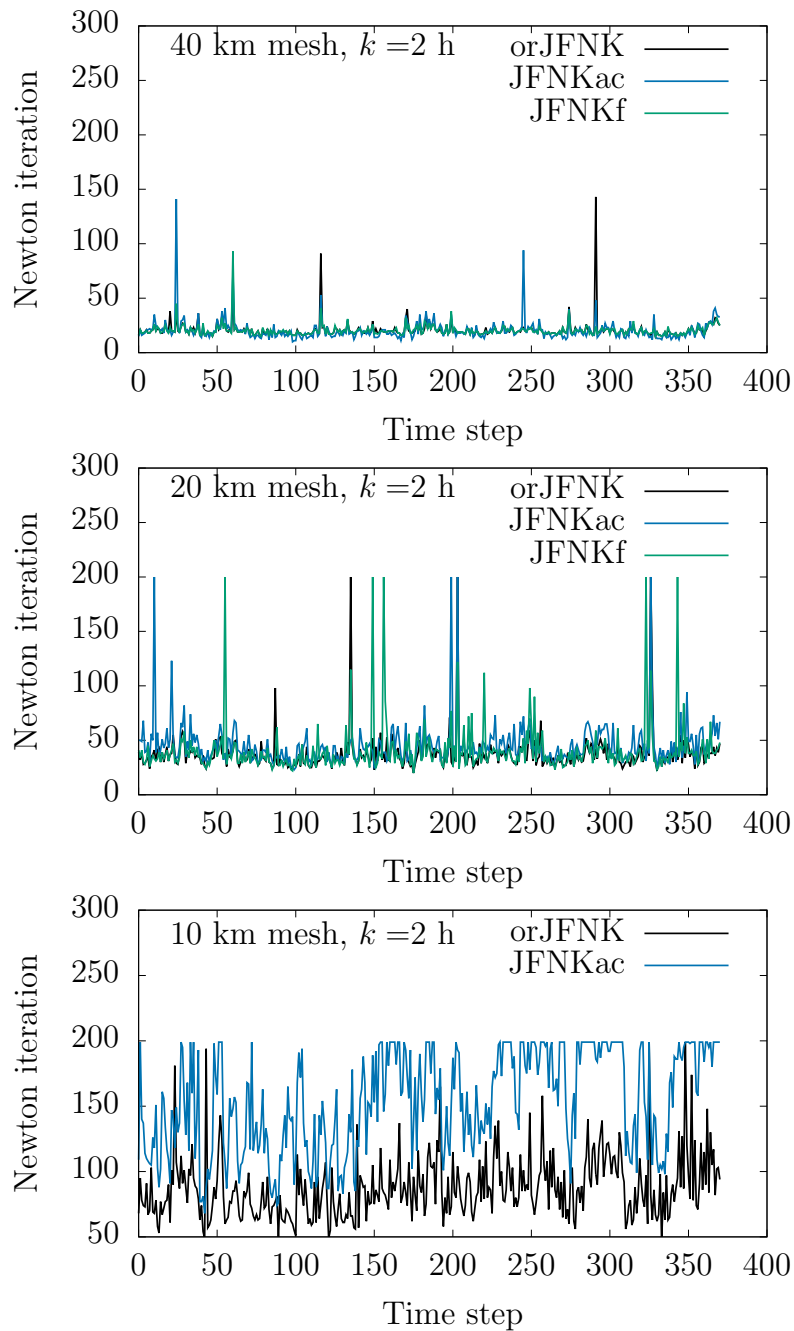 300
250
200
150
100
50
0
Newton iteration
40 km mesh, k =2 h
orJFNK
JFNKac
JFNKf
0 50 100 150 200 250 300 350 400
Time step
300
250
200
150
100
50
0
Newton iteration
20 km mesh, k =2 h
orJFNK
JFNKac
JFNKf
0 50 100 150 200 250 300 350 400
Time step
300
250
200
150
100
50
Newton iteration
10 km mesh, k =2 h
orJFNK
JFNKac
0 50 100 150 200 250 300 350 400
Time step